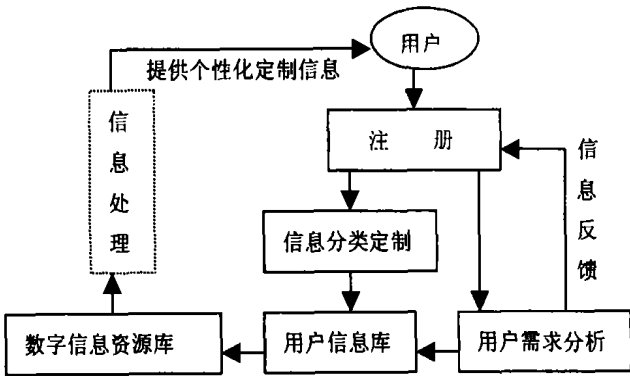 用户
提供个性化定制信息
信息处理
注 册
信息反馈
信息分类定制
数字信息资源库
用户信息库
用户需求分析